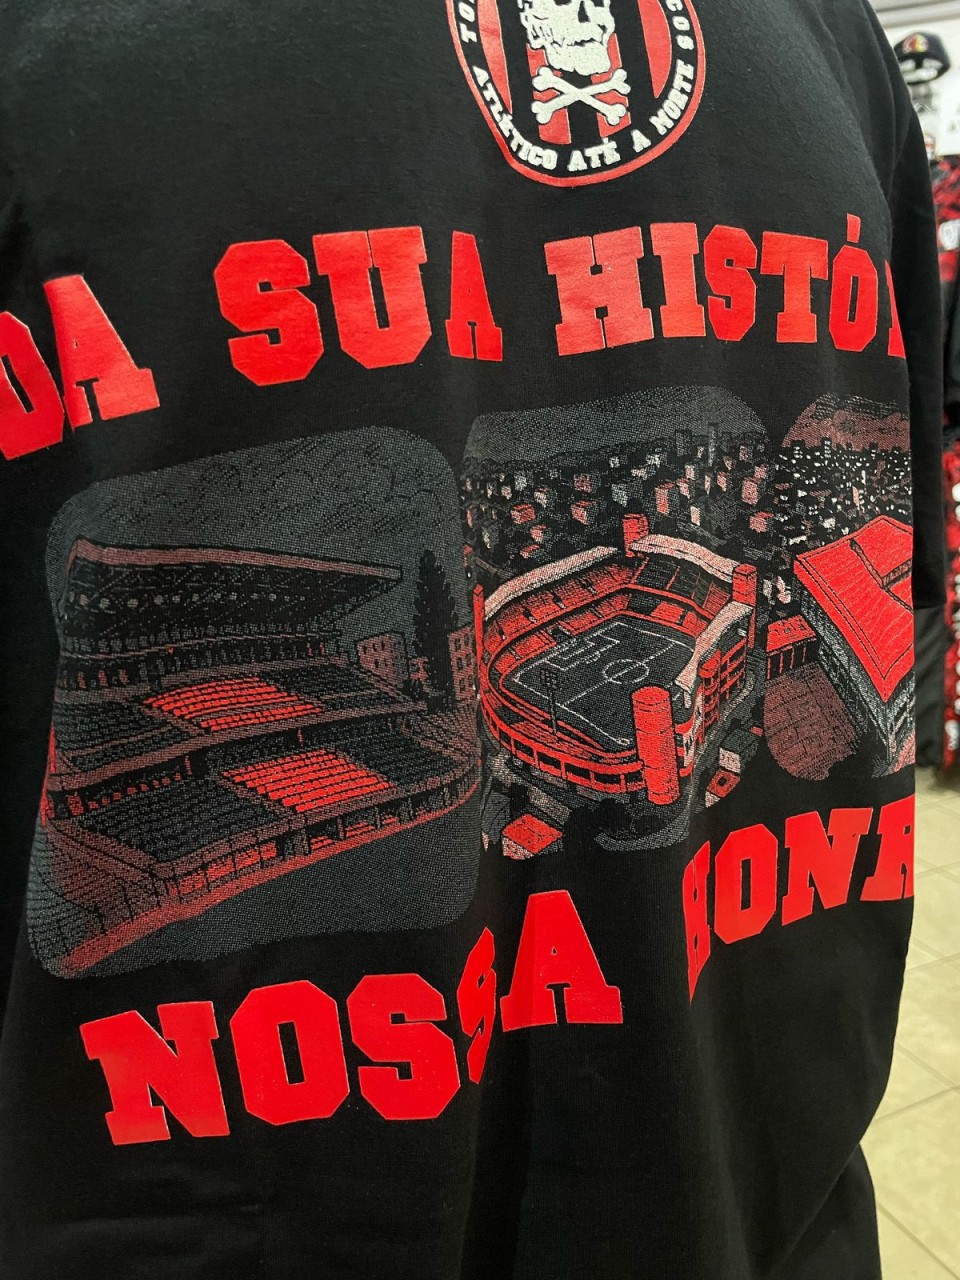 ATLÉTICO ATÉ A MORTE
DA SUA HISTÓ
NOSSA HONR